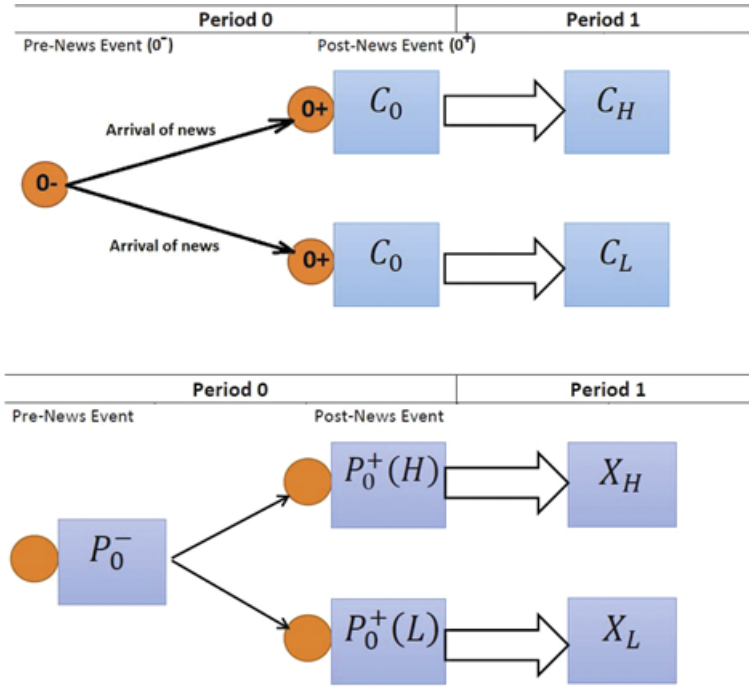 Period 0 Period 1
Pre-News Event (0⁻) Post-News Event (0⁺)
0+ C₀ C_H
Arrival of news
0-
Arrival of news
0+ C₀ C_L
Period 0 Period 1
Pre-News Event Post-News Event
P₀⁺(H) X_H
P₀⁻
P₀⁺(L) X_L